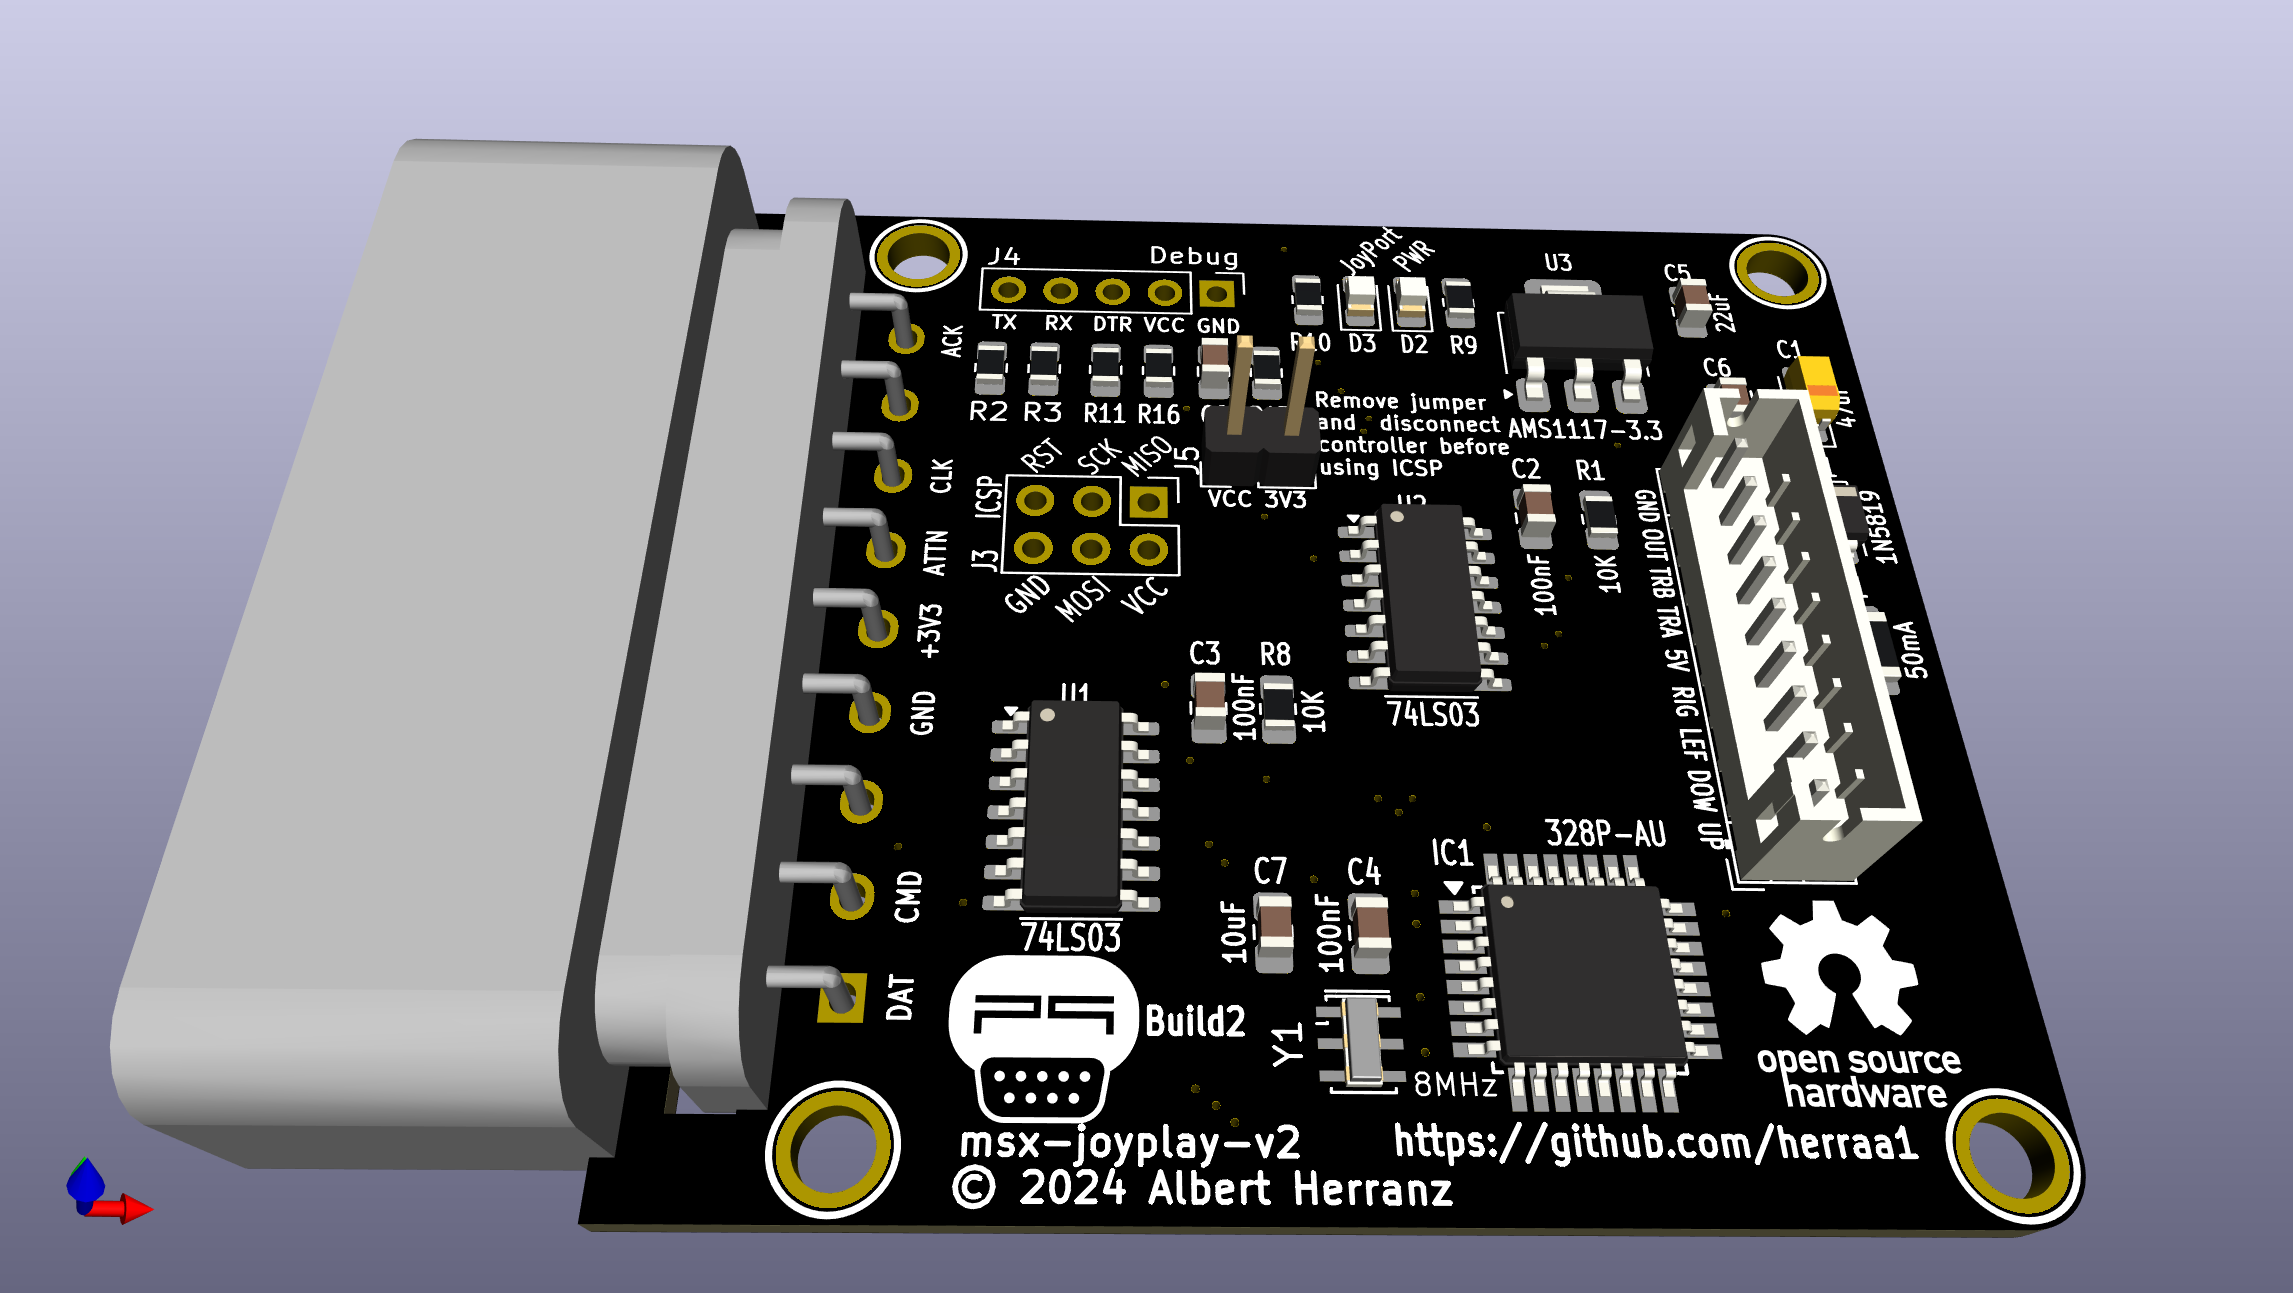 J4
Debug
TX RX DTR VCC GND
JoyPort
PWR
D3
D2
R9
U3
C5
22uF
C6
C1
R2 R3 R11 R16
Remove jumper
and disconnect
controller before
using ICSP
AMS1117-3.3
RST
SCK
MISO
J5
VCC 3V3
ICSP
J3
GND
MOSI
VCC
C2
100nF
R1
10K
1N5819
50mA
GND OUT TRB TRA 5V RIG LEF DOW UP
ACK
CLK
ATTN
+3V3
GND
CMD
DAT
C3
100nF
R8
10K
74LS03
U1
74LS03
C7
10uF
C4
100nF
IC1
328P-AU
Y1
8MHz
Build2
open source
hardware
msx-joyplay-v2
https://github.com/herraa1
© 2024 Albert Herranz